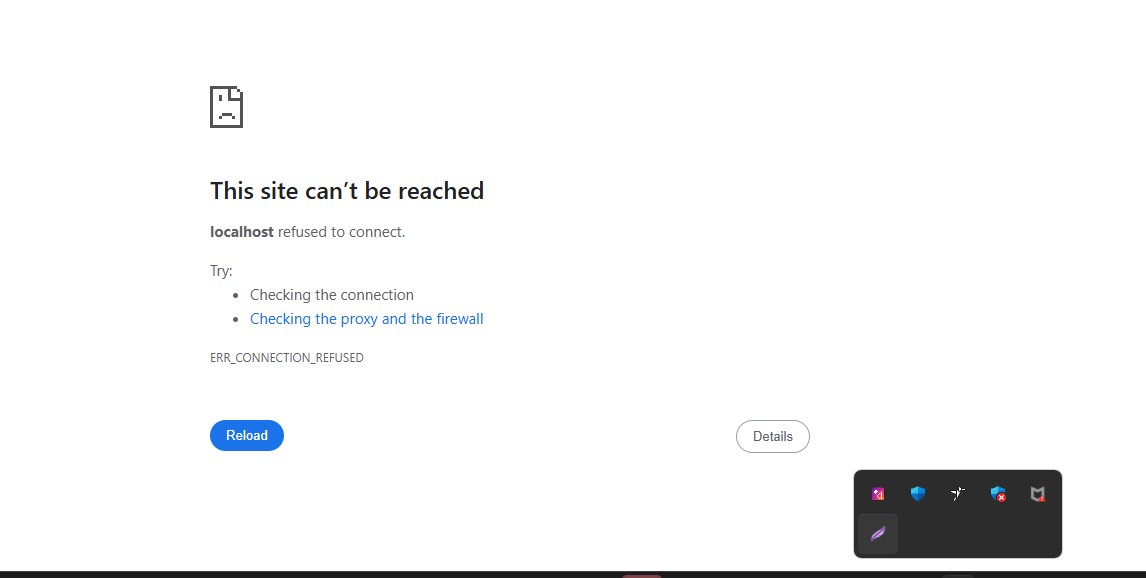 This site can’t be reached
localhost refused to connect.
Try:
Checking the connection
Checking the proxy and the firewall
ERR_CONNECTION_REFUSED
Reload
Details